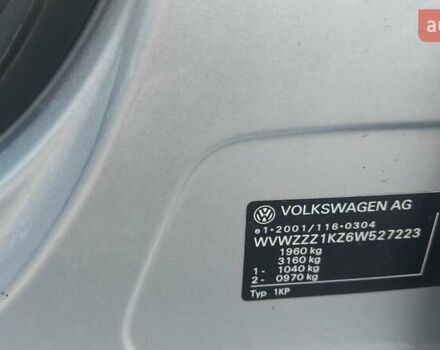 au
VOLKSWAGEN AG
e1*2001/116*0304
WVWZZZ1KZ6W527223
1960 kg
3160 kg
1 - 1040 kg
2 - 0970 kg
Typ 1KP